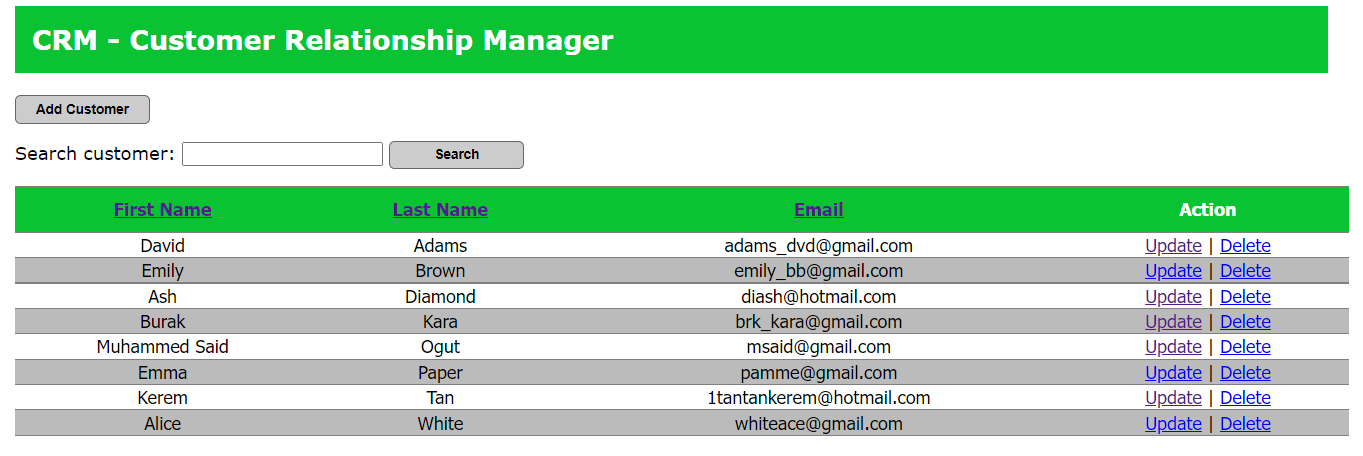 CRM - Customer Relationship Manager
Add Customer
Search customer: Search
First Name Last Name Email Action
David Adams adams_dvd@gmail.com Update | Delete
Emily Brown emily_bb@gmail.com Update | Delete
Ash Diamond diash@hotmail.com Update | Delete
Burak Kara brk_kara@gmail.com Update | Delete
Muhammed Said Ogut msaid@gmail.com Update | Delete
Emma Paper pamme@gmail.com Update | Delete
Kerem Tan 1tantankerem@hotmail.com Update | Delete
Alice White whiteace@gmail.com Update | Delete